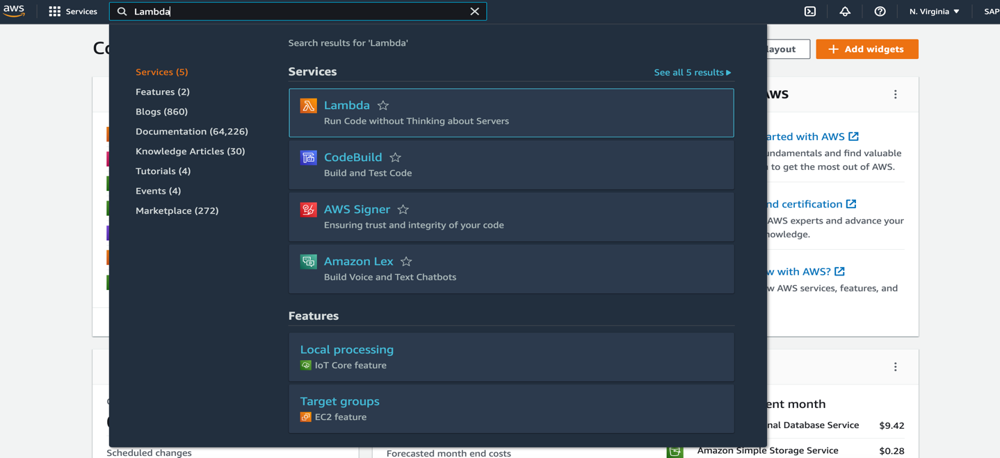 aws
Services
Lambda
N. Virginia
SAP
Search results for 'Lambda'
Services (5)
Features (2)
Blogs (860)
Documentation (64,226)
Knowledge Articles (30)
Tutorials (4)
Events (4)
Marketplace (272)
Services
See all 5 results
Lambda
Run Code without Thinking about Servers
CodeBuild
Build and Test Code
AWS Signer
Ensuring trust and integrity of your code
Amazon Lex
Build Voice and Text Chatbots
Features
Local processing
IoT Core feature
Target groups
EC2 feature
Co
layout
Add widgets
AWS
arted with AWS
undamentals and find valuable
to get the most out of AWS.
nd certification
AWS experts and advance your
nowledge.
w with AWS?
w AWS services, features, and
ent month
nal Database Service $9.42
Amazon Simple Storage Service $0.28
Scheduled changes
Forecasted month end costs